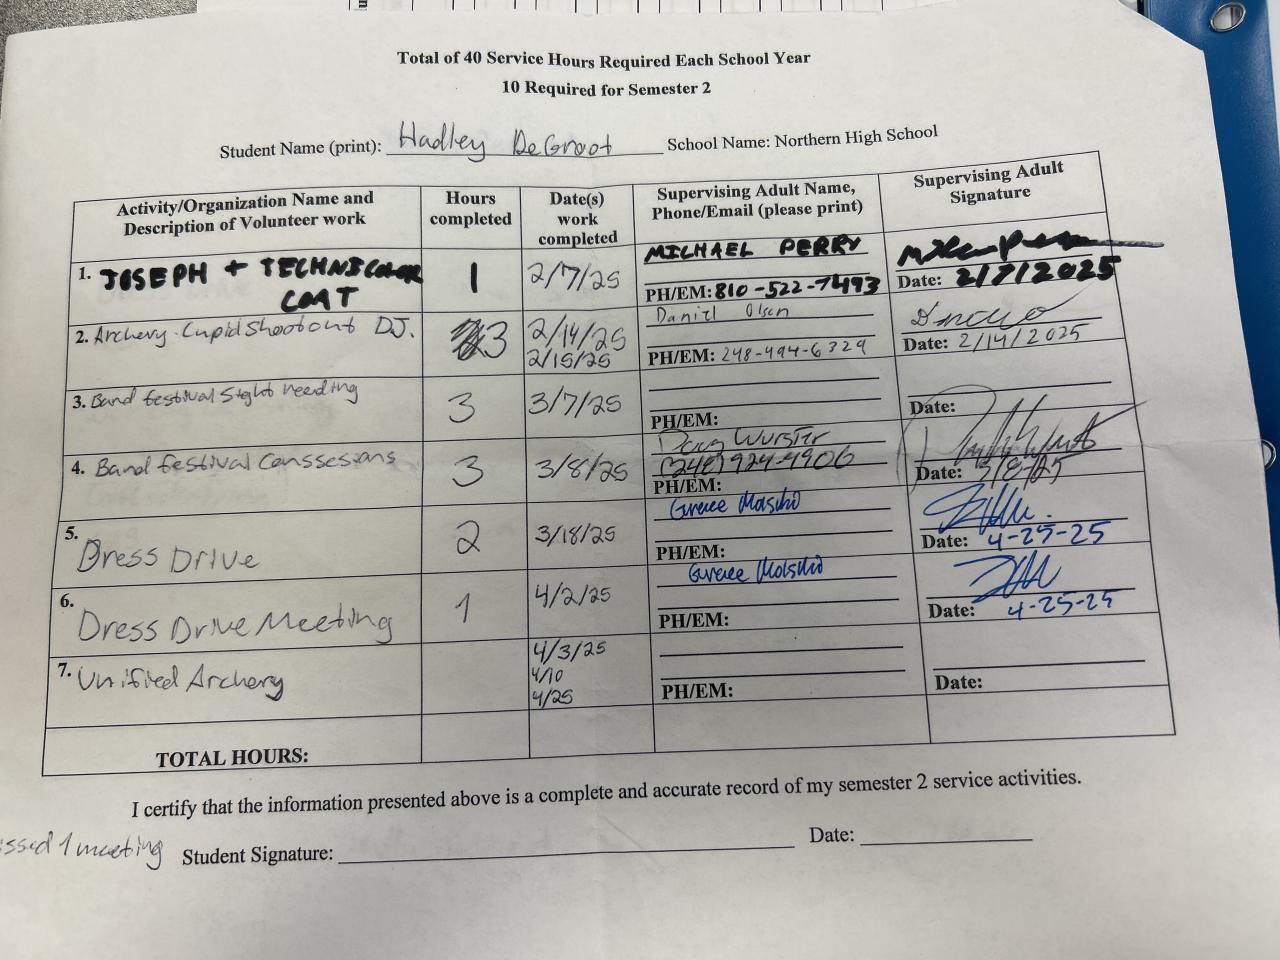 Total of 40 Service Hours Required Each School Year
10 Required for Semester 2
Student Name (print): Hadley DeGroot School Name: Northern High School
Activity/Organization Name and Description of Volunteer work
Hours completed
Date(s) work completed
Supervising Adult Name, Phone/Email (please print)
Supervising Adult Signature
1. JOSEPH + TECHNICOLOR COAT
1
2/7/25
MICHAEL PERRY
PH/EM: 810-522-7493
Date: 2/7/2025
2. Archery-Cupid Shootout DJ.
3
2/14/25
2/15/25
Daniel Olsen
PH/EM: 248-494-6329
Date: 2/14/2025
3. Band festival Sight reeding
3
3/7/25
PH/EM:
Date:
4. Band festival Conssesions
3
3/8/25
Doug Wurster
(248) 924-4906
PH/EM:
Date: 3/8/25
5. Dress Drive
2
3/18/25
Grace
PH/EM:
Date: 4-25-25
6. Dress Drive Meeting
1
4/2/25
Grace
PH/EM:
Date: 4-25-25
7. Unified Archery
4/3/25
4/10
4/25
PH/EM:
Date:
TOTAL HOURS:
I certify that the information presented above is a complete and accurate record of my semester 2 service activities.
1 meeting
Student Signature: Date: